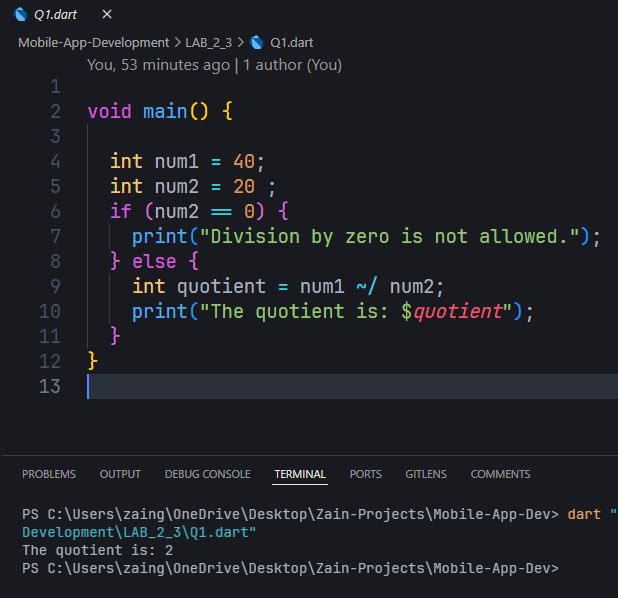 Q1.dart ×
Mobile-App-Development > LAB_2_3 > Q1.dart
You, 53 minutes ago | 1 author (You)
1
2 void main() {
3
4 int num1 = 40;
5 int num2 = 20 ;
6 if (num2 == 0) {
7 print("Division by zero is not allowed.");
8 } else {
9 int quotient = num1 ~/ num2;
10 print("The quotient is: $quotient");
11 }
12 }
13
PROBLEMS OUTPUT DEBUG CONSOLE TERMINAL PORTS GITLENS COMMENTS
PS C:\Users\zaing\OneDrive\Desktop\Zain-Projects\Mobile-App-Dev> dart "
Development\LAB_2_3\Q1.dart"
The quotient is: 2
PS C:\Users\zaing\OneDrive\Desktop\Zain-Projects\Mobile-App-Dev>